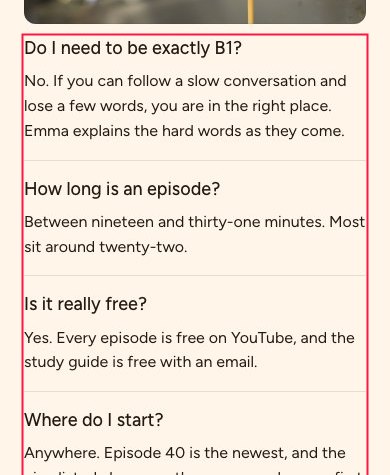 Do I need to be exactly B1?
No. If you can follow a slow conversation and
lose a few words, you are in the right place.
Emma explains the hard words as they come.
How long is an episode?
Between nineteen and thirty-one minutes. Most
sit around twenty-two.
Is it really free?
Yes. Every episode is free on YouTube, and the
study guide is free with an email.
Where do I start?
Anywhere. Episode 40 is the newest, and the